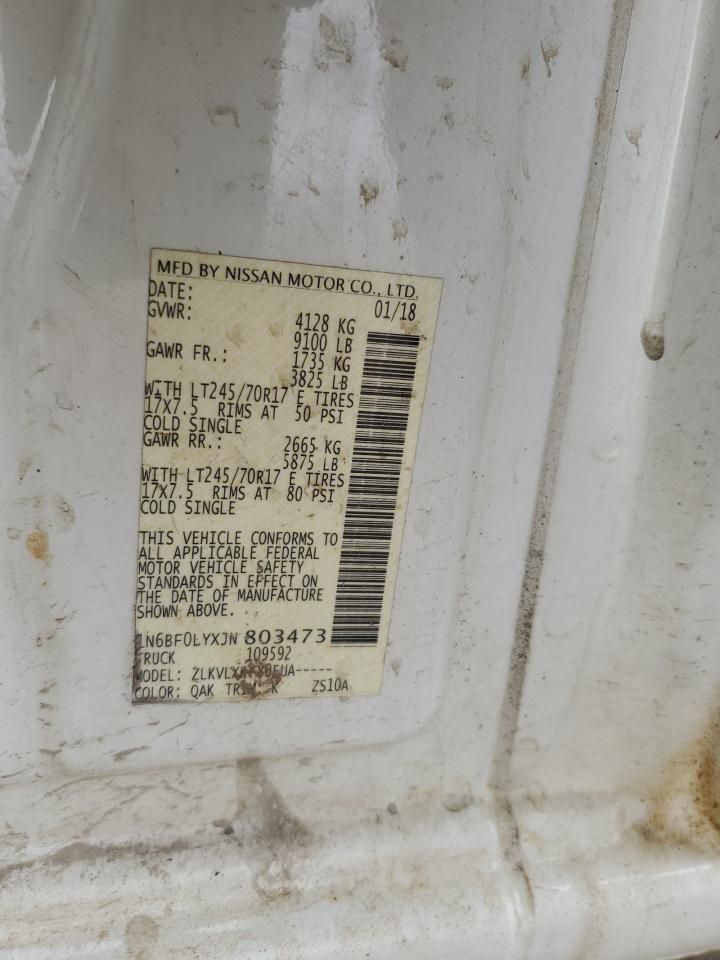 MFD BY NISSAN MOTOR CO., LTD.
DATE: 01/18
GVWR: 4128 KG
9100 LB
GAWR FR.: 1735 KG
3825 LB
WITH LT245/70R17 E TIRES
17X7.5 RIMS AT 50 PSI
COLD SINGLE
GAWR RR.: 2665 KG
5875 LB
WITH LT245/70R17 E TIRES
17X7.5 RIMS AT 80 PSI
COLD SINGLE
THIS VEHICLE CONFORMS TO
ALL APPLICABLE FEDERAL
MOTOR VEHICLE SAFETY
STANDARDS IN EFFECT ON
THE DATE OF MANUFACTURE
SHOWN ABOVE.
1N6BF0LYXJN 803473
TRUCK 109592
MODEL:
COLOR: QAK TRIM: K ZS10A